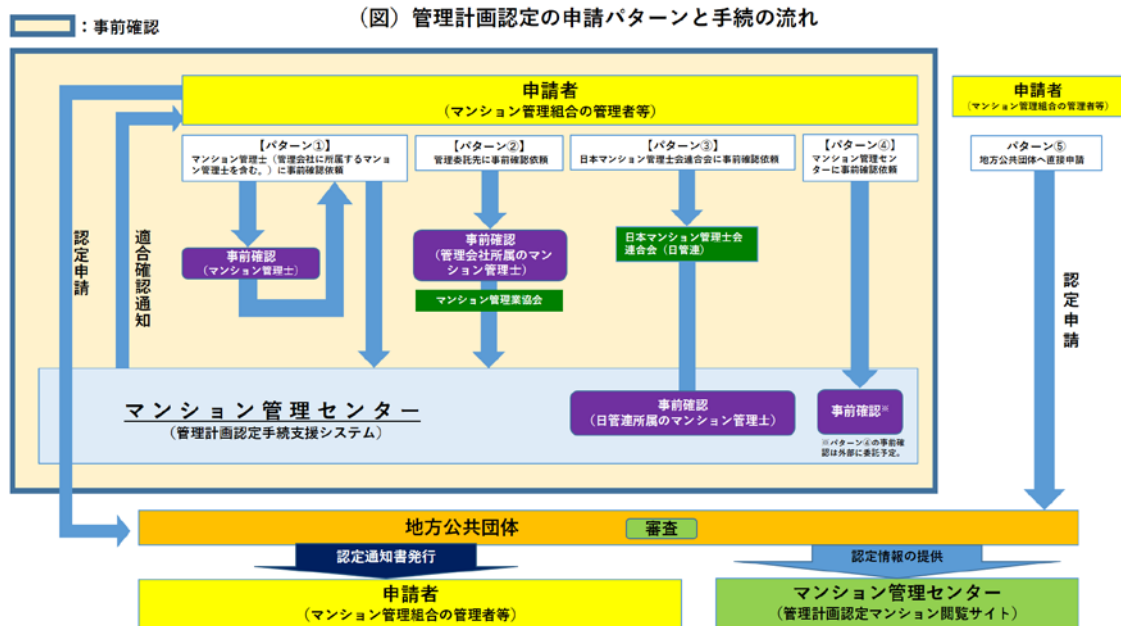 (図)管理計画認定の申請パターンと手続の流れ
：事前確認
申請者
(マンション管理組合の管理者等)
申請者
(マンション管理組合の管理者等)
【パターン①】
マンション管理士（管理会社に所属するマンショ
ン管理士を含む。）に事前確認依頼
【パターン②】
管理委託先に事前確認依頼
【パターン③】
日本マンション管理士会連合会に事前確認依頼
【パターン④】
マンション管理セン
ターに事前確認依頼
パターン⑤
地方公共団体へ直接申請
認定申請
適合確認通知
事前確認
(マンション管理士)
事前確認
(管理会社所属のマン
ション管理士)
マンション管理業協会
日本マンション管理士会
連合会（日管連）
認定申請
マンション管理センター
(管理計画認定手続支援システム)
事前確認
(日管連所属のマンション管理士)
事前確認※
※パターン④の事前確
認は外部に委託予定。
地方公共団体
審査
認定通知書発行
認定情報の提供
申請者
(マンション管理組合の管理者等)
マンション管理センター
(管理計画認定マンション閲覧サイト)